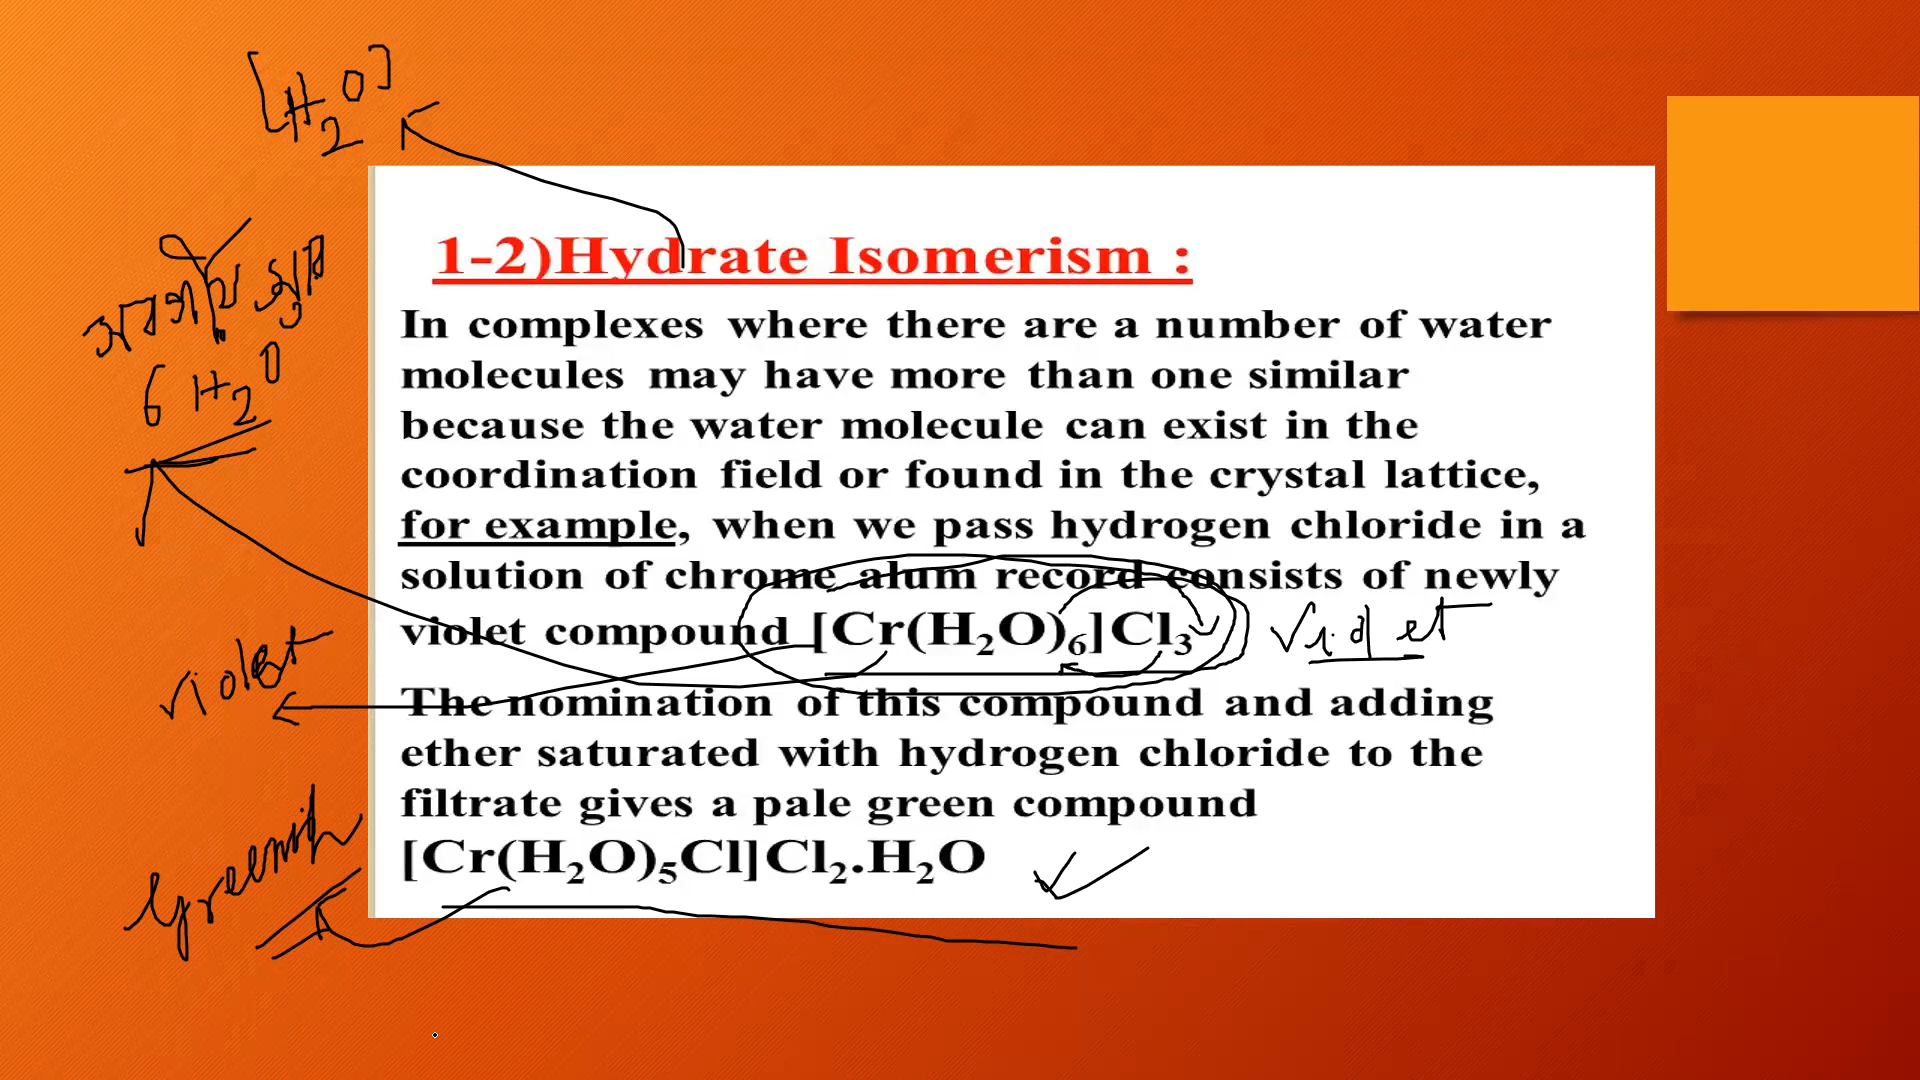 [H2O]
1-2)Hydrate Isomerism :
In complexes where there are a number of water
molecules may have more than one similar
because the water molecule can exist in the
6 H2O
coordination field or found in the crystal lattice,
for example, when we pass hydrogen chloride in a
solution of chrome alum record consists of newly
violet compound [Cr(H₂O)₆]Cl₃ Violet
violet
The nomination of this compound and adding
ether saturated with hydrogen chloride to the
filtrate gives a pale green compound
[Cr(H₂O)₅Cl]Cl₂.H₂O